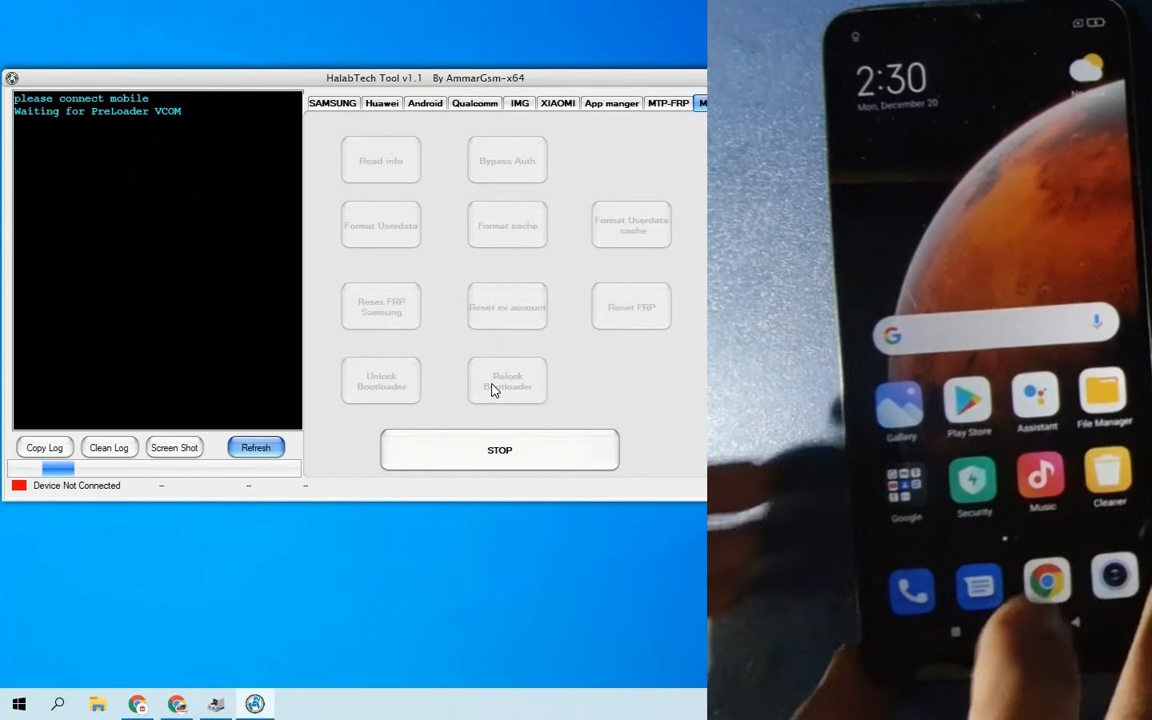 HalabTech Tool v1.1 By AmmarGsm-x64
please connect mobile
Waiting for PreLoader VCOM
SAMSUNG Huawei Android Qualcomm IMG XIAOMI App manger MTP-FRP M
Read info Bypass Auth
Format Userdata Format cache Format Userdata cache
Reset FRP Samsung Reset mi account Reset FRP
Unlock Bootloader Relock Bootloader
STOP
Copy Log Clean Log Screen Shot Refresh
Device Not Connected -- -- --
2:30
Mon, December 20
Gallery Play Store Assistant File Manager
Google Security Music Cleaner